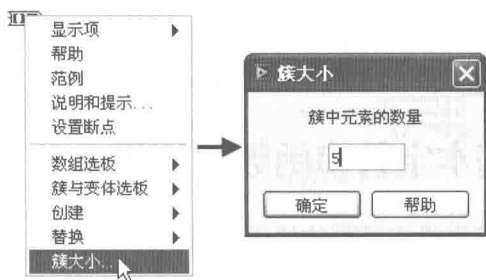 显示项
帮助
范例
说明和提示...
设置断点
数组选板
簇与变体选板
创建
替换
簇大小...
簇大小
簇中元素的数量
5
确定
帮助